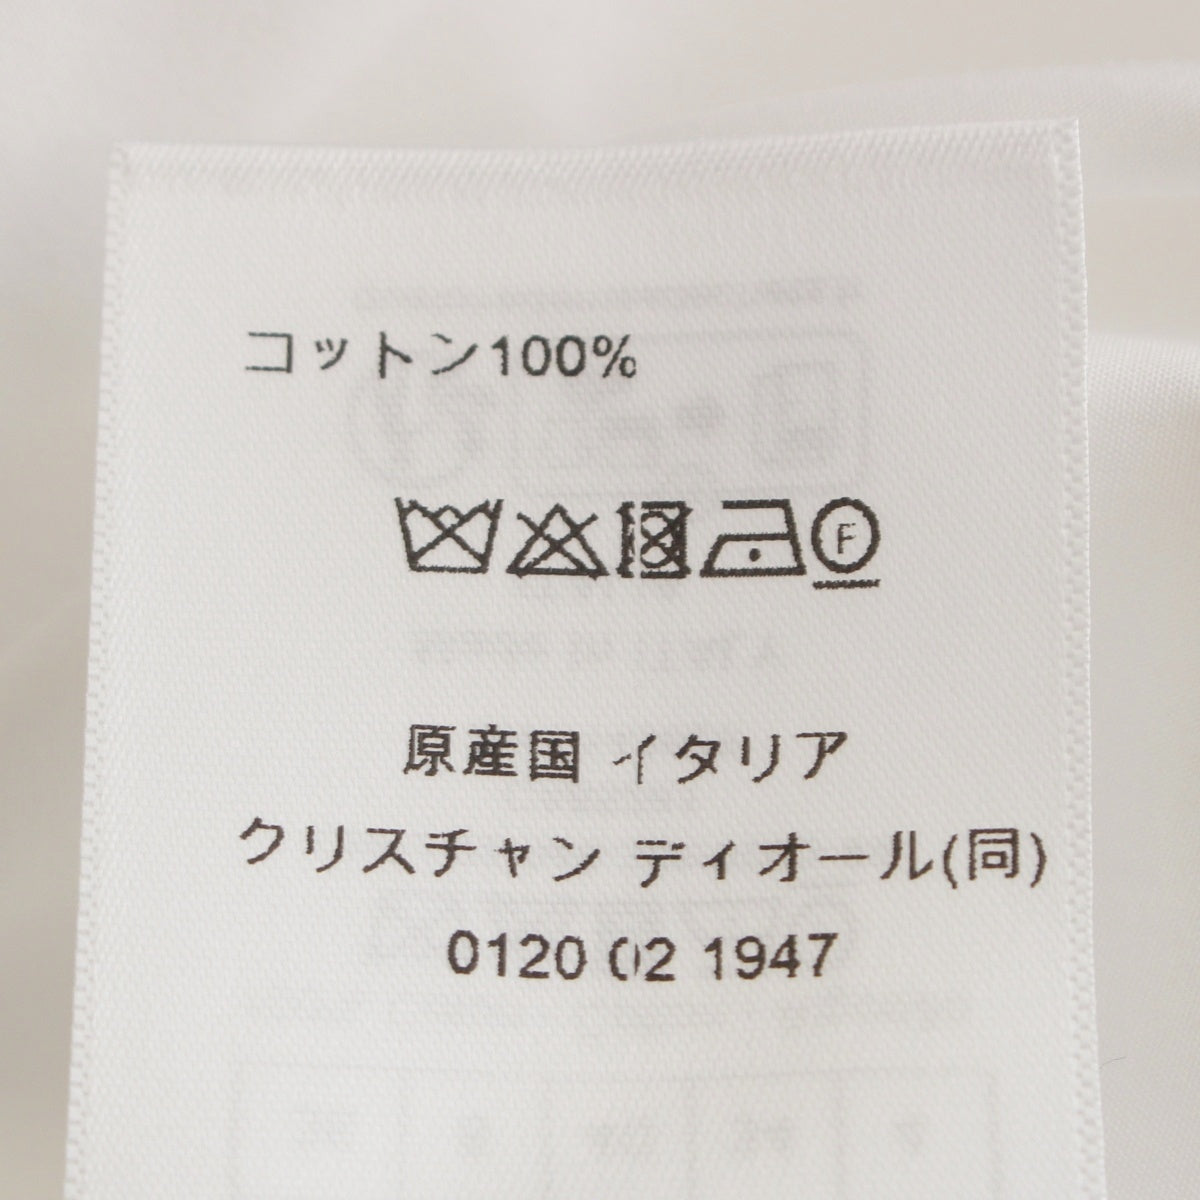 コットン100%
F
原産国 イタリア
クリスチャン ディオール(同)
0120 02 1947